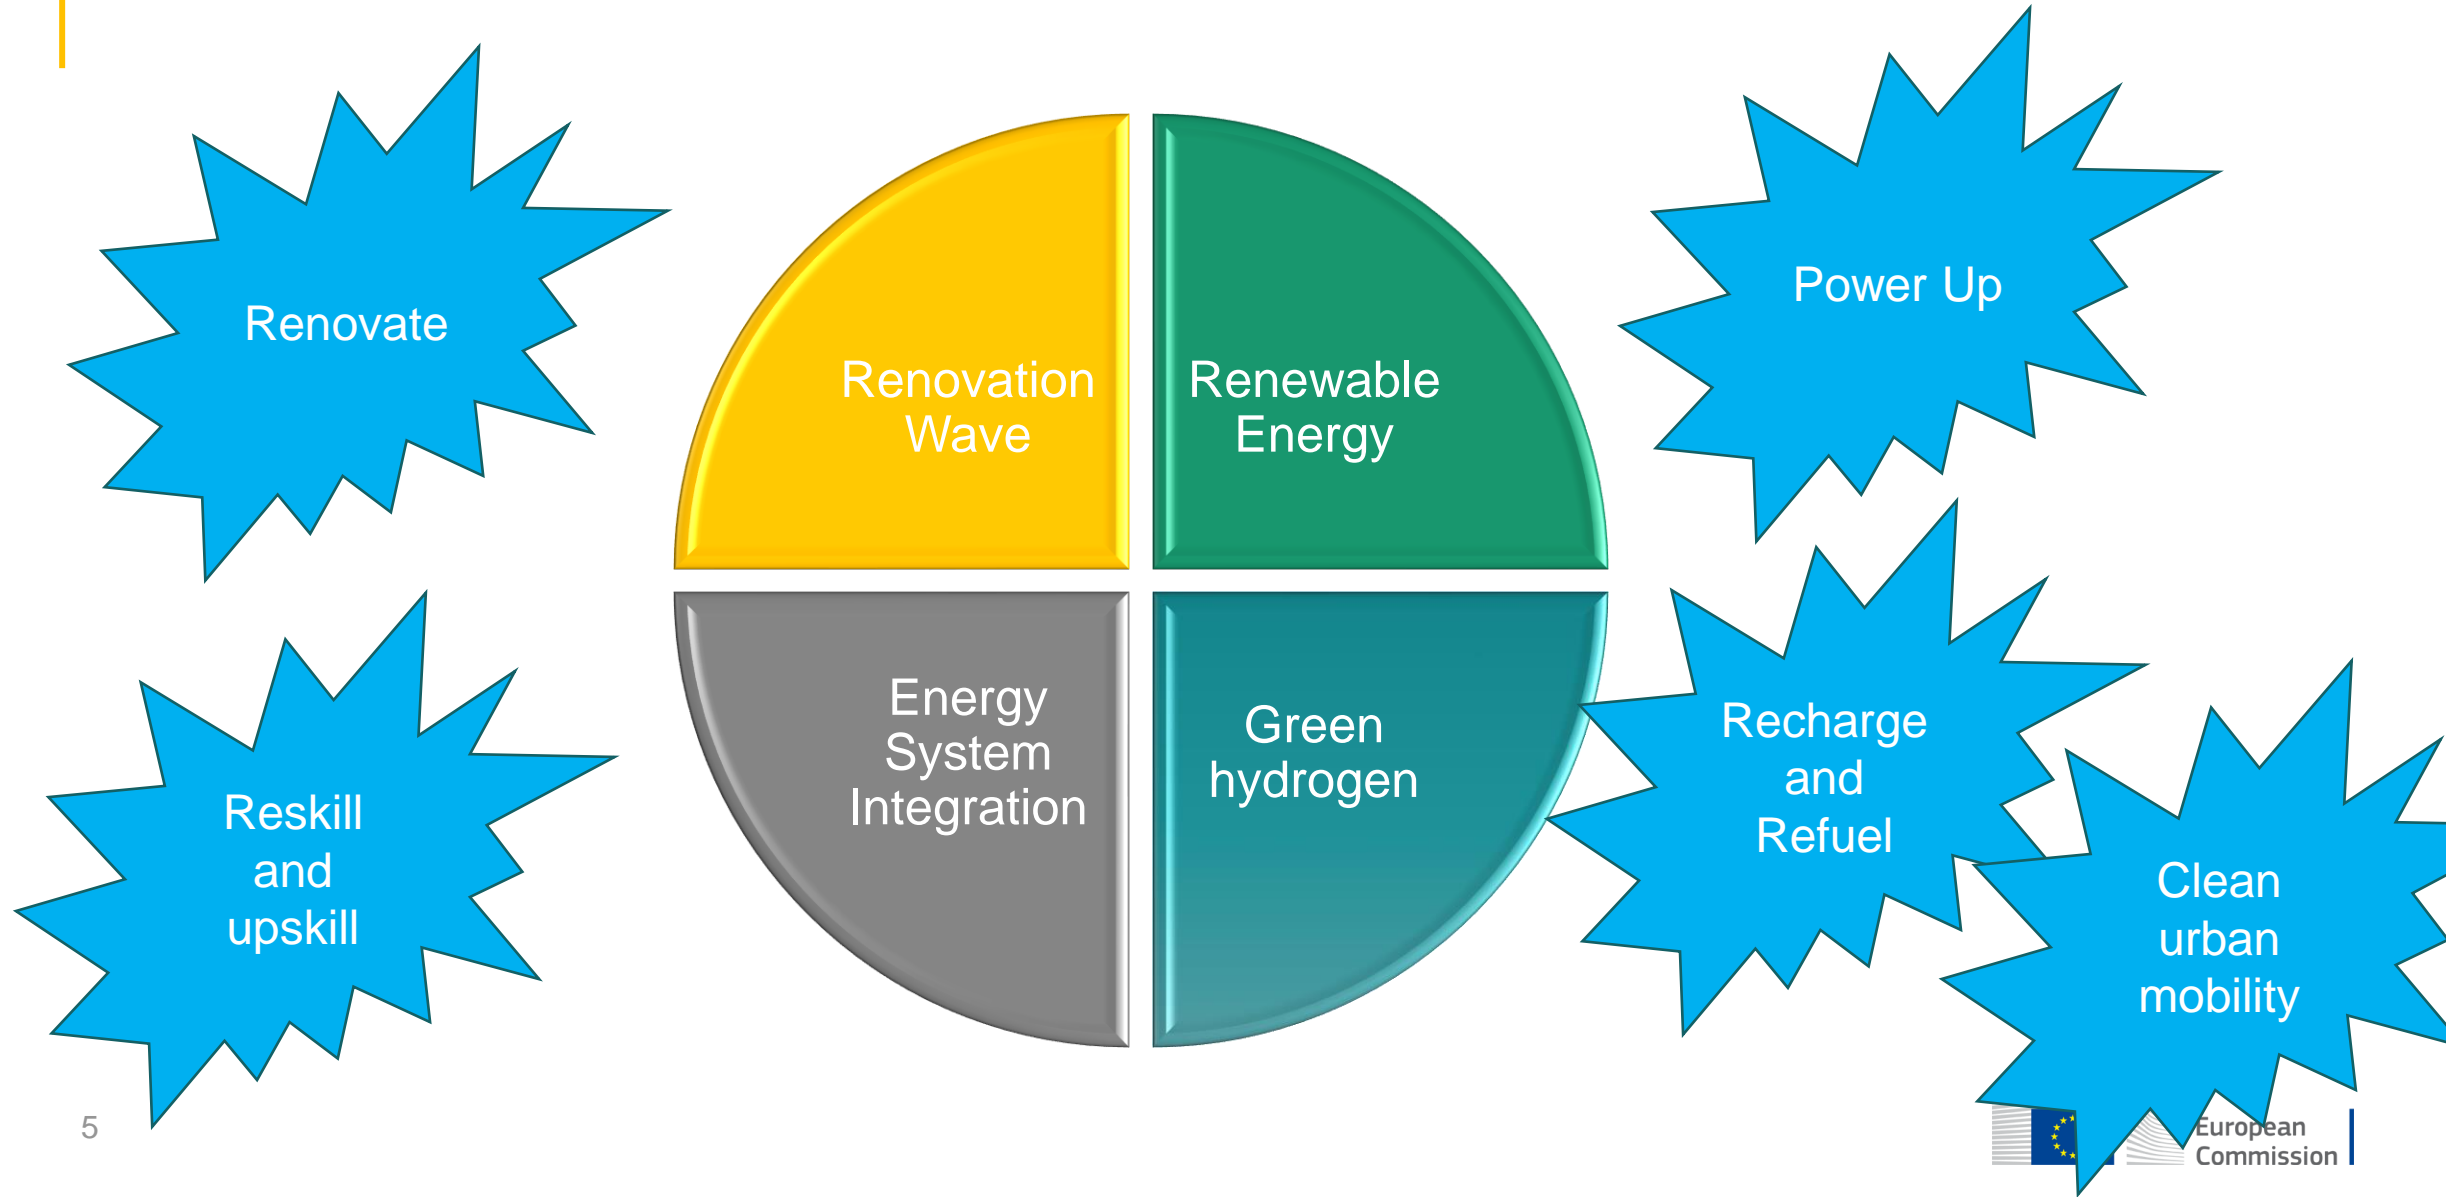 Renovate
Power Up
Renovation
Wave
Renewable
Energy
Energy
System
Integration
Green
hydrogen
Recharge
and
Refuel
Reskill
and
upskill
Clean
urban
mobility
5
European
Commission